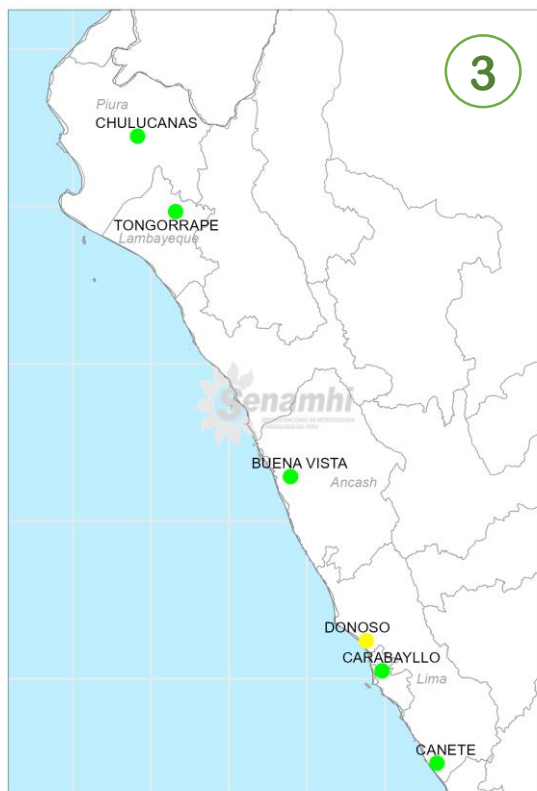 3
Piura
CHULUCANAS
TONGORRAPE
Lambayeque
Senamhi
BUENA VISTA
Ancash
DONOSO
CARABAYLLO
Lima
CANETE